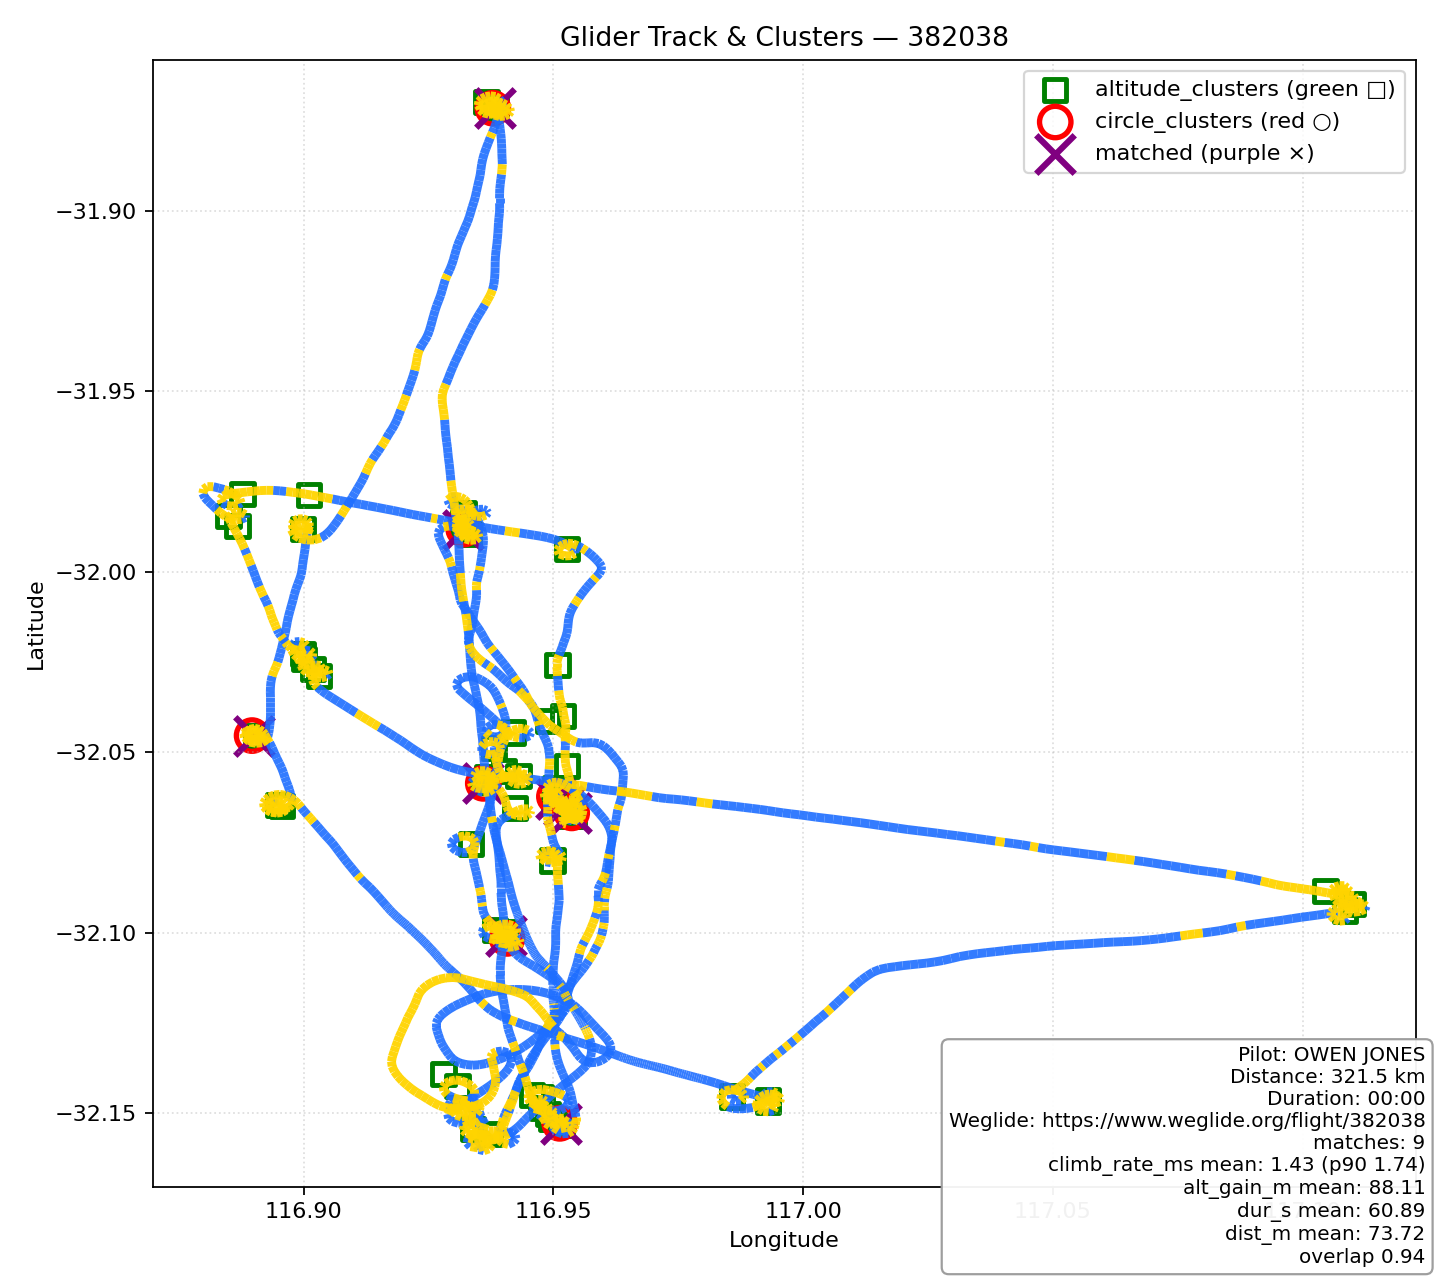 Glider Track & Clusters — 382038
altitude_clusters (green □)
circle_clusters (red ○)
matched (purple ×)
−31.90
−31.95
−32.00
−32.05
−32.10
−32.15
Latitude
116.90
116.95
117.00
117.05
Longitude
Pilot: OWEN JONES
Distance: 321.5 km
Duration: 00:00
Weglide: https://www.weglide.org/flight/382038
matches: 9
climb_rate_ms mean: 1.43 (p90 1.74)
alt_gain_m mean: 88.11
dur_s mean: 60.89
dist_m mean: 73.72
overlap 0.94